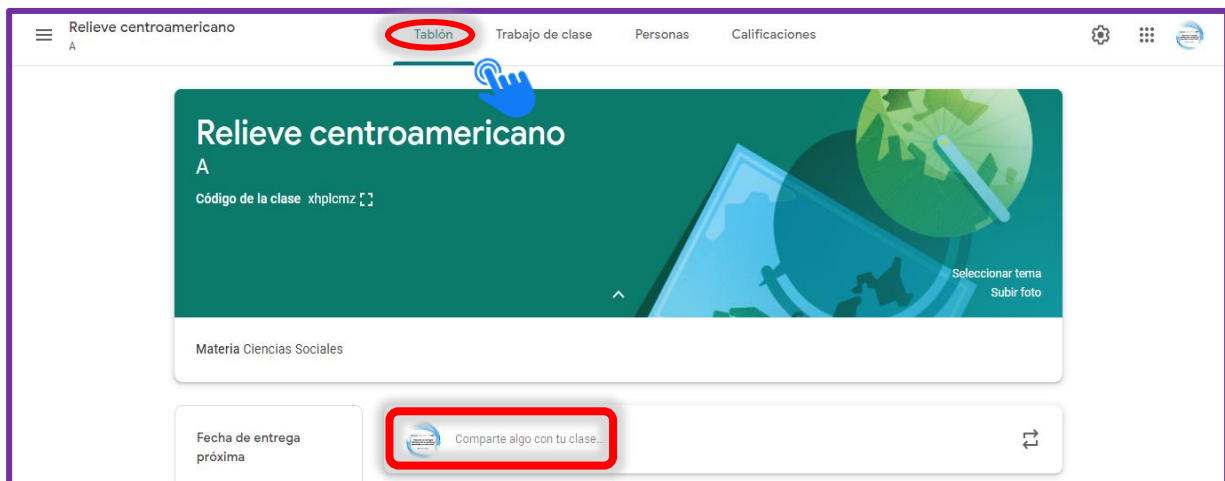 Relieve centroamericano
A
Tablón
Trabajo de clase
Personas
Calificaciones
Relieve centroamericano
A
Código de la clase xhplcmz
Seleccionar tema
Subir foto
Materia Ciencias Sociales
Fecha de entrega
próxima
Comparte algo con tu clase...